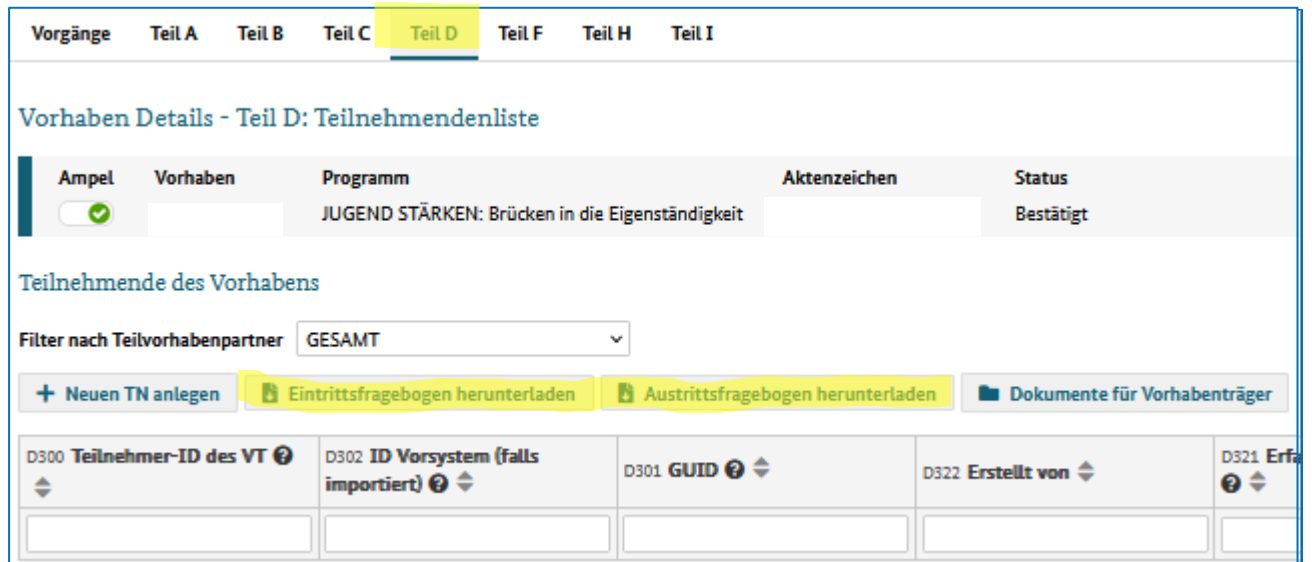 Vorgänge Teil A Teil B Teil C Teil D Teil F Teil H Teil I
Vorhaben Details - Teil D: Teilnehmendenliste
Ampel Vorhaben Programm Aktenzeichen Status
JUGEND STÄRKEN: Brücken in die Eigenständigkeit Bestätigt
Teilnehmende des Vorhabens
Filter nach Teilvorhabenpartner GESAMT
+ Neuen TN anlegen Eintrittsfragebogen herunterladen Austrittsfragebogen herunterladen Dokumente für Vorhabenträger
D300 Teilnehmer-ID des VT D302 ID Vorsystem (falls importiert) D301 GUID D322 Erstellt von D321